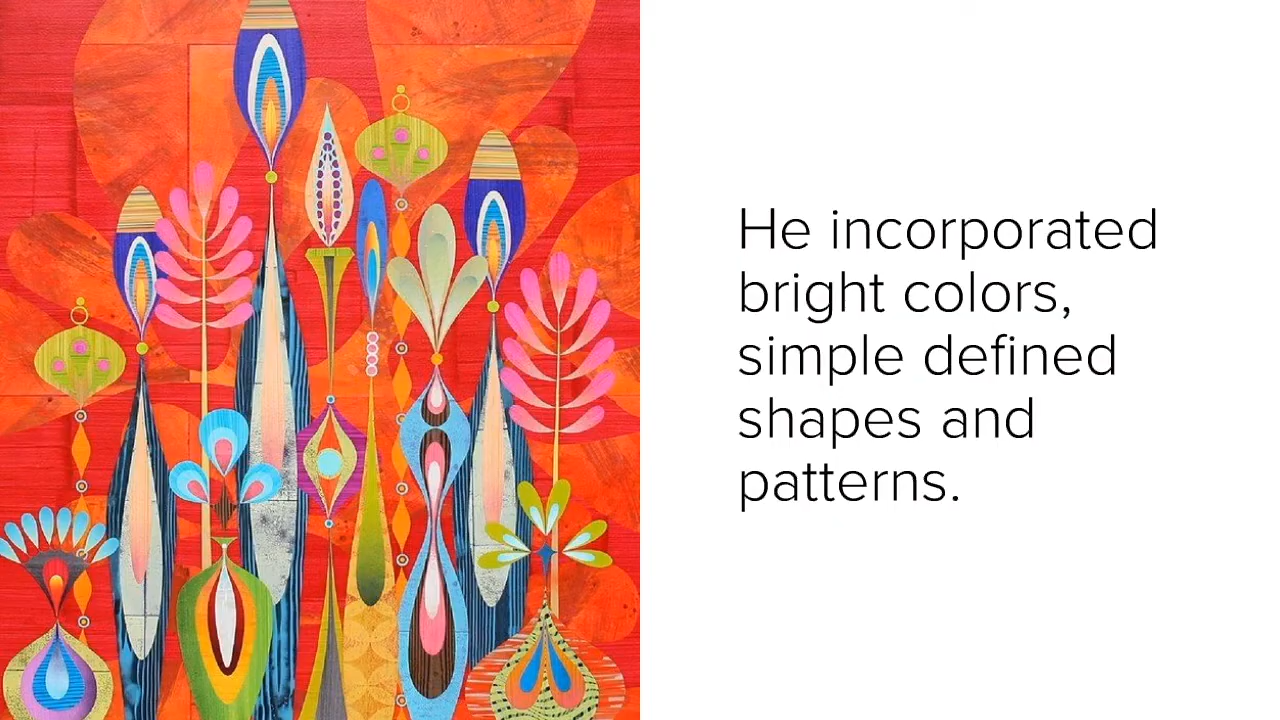 He incorporated
bright colors,
simple defined
shapes and
patterns.